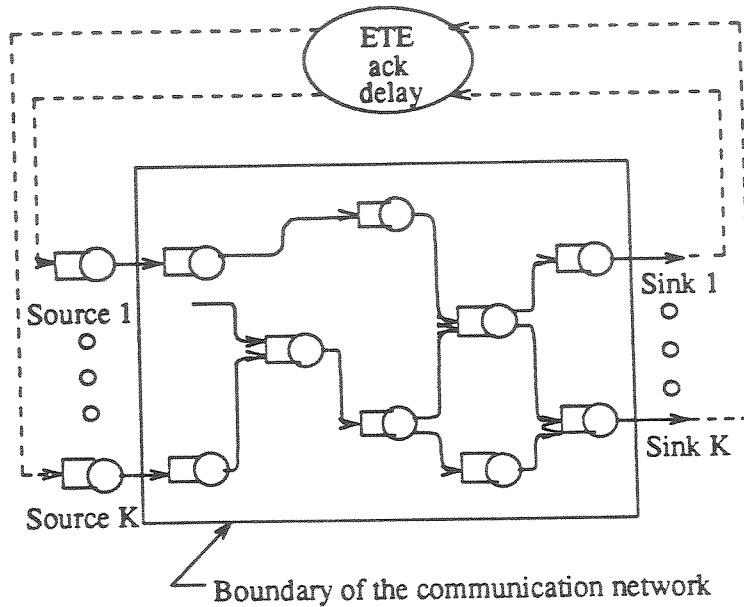 ETE
ack
delay
Source 1
Sink 1
Source K
Sink K
Boundary of the communication network